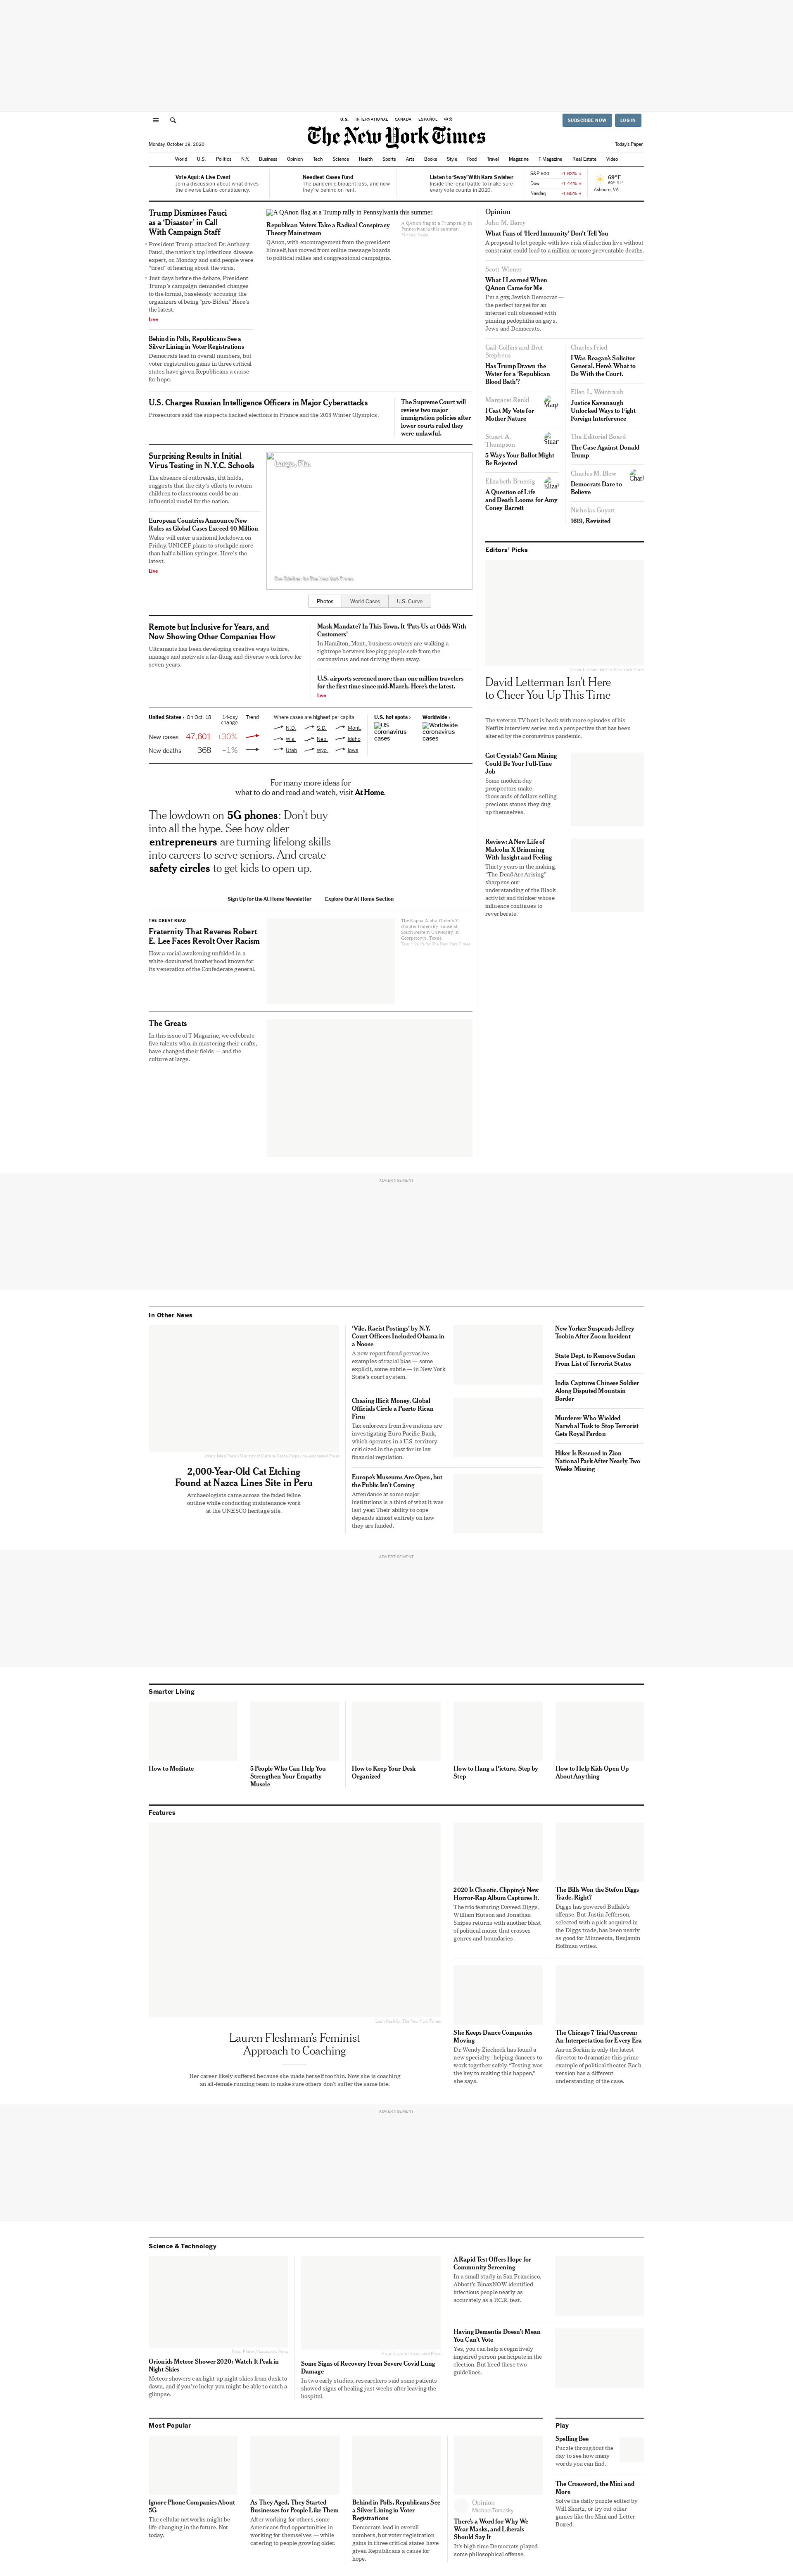 U.S. INTERNATIONAL CANADA ESPAÑOL 中文
SUBSCRIBE NOW LOG IN
The New York Times
Monday, October 19, 2020
Today's Paper
World U.S. Politics N.Y. Business Opinion Tech Science Health Sports Arts Books Style Food Travel Magazine T Magazine Real Estate Video
Vote Aquí: A Live Event
Join a discussion about what drives
the diverse Latino constituency.
Neediest Cases Fund
The pandemic bought loss, and now
they're behind on rent.
Listen to 'Sway' With Kara Swisher
Inside the legal battle to make sure
every vote counts in 2020.
S&P 500 -1.63% ↓
Dow -1.44% ↓
Nasdaq -1.65% ↓
69°F
Ashburn, VA
Trump Dismisses Fauci
as a 'Disaster' in Call
With Campaign Staff
• President Trump attacked Dr. Anthony
Fauci, the nation's top infectious disease
expert, on Monday and said people were
"tired" of hearing about the virus.
• Just days before the debate, President
Trump's campaign demanded changes
to the format, baselessly accusing the
organizers of being "pro-Biden." Here's
the latest.
Live
Behind in Polls, Republicans See a
Silver Lining in Voter Registrations
Democrats lead in overall numbers, but
voter registration gains in three critical
states have given Republicans a cause
for hope.
A QAnon flag at a Trump rally in Pennsylvania this summer.
Republican Voters Take a Radical Conspiracy
Theory Mainstream
QAnon, with encouragement from the president
himself, has moved from online message boards
to political rallies and congressional campaigns.
A QAnon flag at a Trump rally in
Pennsylvania this summer.
U.S. Charges Russian Intelligence Officers in Major Cyberattacks
Prosecutors said the suspects hacked elections in France and the 2018 Winter Olympics.
The Supreme Court will
review two major
immigration policies after
lower courts ruled they
were unlawful.
Surprising Results in Initial
Virus Testing in N.Y.C. Schools
The absence of outbreaks, if it holds,
suggests that the city's efforts to return
children to classrooms could be an
influential model for the nation.
European Countries Announce New
Rules as Global Cases Exceed 40 Million
Wales will enter a national lockdown on
Friday. UNICEF plans to stockpile more
than half a billion syringes. Here's the
latest.
Live
Largo, Fla.
Eve Edelheit for The New York Times
Photos World Cases U.S. Curve
Remote but Inclusive for Years, and
Now Showing Other Companies How
Ultranauts has been developing creative ways to hire,
manage and motivate a far-flung and diverse work force for
seven years.
Mask Mandate? In This Town, It 'Puts Us at Odds With
Customers'
In Hamilton, Mont., business owners are walking a
tightrope between keeping people safe from the
coronavirus and not driving them away.
U.S. airports screened more than one million travelers
for the first time since mid-March. Here's the latest.
Live
United States › On Oct. 18 14-day
change Trend
New cases 47,601 +30%
New deaths 368 –1%
Where cases are highest per capita
N.D. S.D. Mont.
Wis. Neb. Idaho
Utah Wyo. Iowa
U.S. hot spots ›
US
coronavirus
cases
Worldwide ›
Worldwide
coronavirus
cases
For many more ideas for
what to do and read and watch, visit At Home.
The lowdown on 5G phones: Don't buy
into all the hype. See how older
entrepreneurs are turning lifelong skills
into careers to serve seniors. And create
safety circles to get kids to open up.
Sign Up for the At Home Newsletter Explore Our At Home Section
THE GREAT READ
Fraternity That Reveres Robert
E. Lee Faces Revolt Over Racism
How a racial awakening unfolded in a
white-dominated brotherhood known for
its veneration of the Confederate general.
The Kappa Alpha Order's Xi
chapter fraternity house at
Southwestern University in
Georgetown, Texas.
The Greats
In this issue of T Magazine, we celebrate
five talents who, in mastering their crafts,
have changed their fields — and the
culture at large.
Opinion
John M. Barry
What Fans of 'Herd Immunity' Don't Tell You
A proposal to let people with low risk of infection live without
constraint could lead to a million or more preventable deaths.
Scott Wiener
What I Learned When
QAnon Came for Me
I'm a gay, Jewish Democrat —
the perfect target for an
internet cult obsessed with
pinning pedophilia on gays,
Jews and Democrats.
Gail Collins and Bret
Stephens
Has Trump Drawn the
Water for a 'Republican
Blood Bath'?
Margaret Renkl
I Cast My Vote for
Mother Nature
Stuart A.
Thompson
5 Ways Your Ballot Might
Be Rejected
Elizabeth Bruenig
A Question of Life
and Death Looms for Amy
Coney Barrett
Charles Fried
I Was Reagan's Solicitor
General. Here's What to
Do With the Court.
Ellen L. Weintraub
Justice Kavanaugh
Unlocked Ways to Fight
Foreign Interference
The Editorial Board
The Case Against Donald
Trump
Charles M. Blow
Democrats Dare to
Believe
Nicholas Guyatt
1619, Revisited
Editors' Picks
David Letterman Isn't Here
to Cheer You Up This Time
The veteran TV host is back with more episodes of his
Netflix interview series and a perspective that has been
altered by the coronavirus pandemic.
Got Crystals? Gem Mining
Could Be Your Full-Time
Job
Some modern-day
prospectors make
thousands of dollars selling
precious stones they dug
up themselves.
Review: A New Life of
Malcolm X Brimming
With Insight and Feeling
Thirty years in the making,
"The Dead Are Arising"
sharpens our
understanding of the Black
activist and thinker whose
influence continues to
reverberate.
ADVERTISEMENT
In Other News
2,000-Year-Old Cat Etching
Found at Nazca Lines Site in Peru
Archaeologists came across the faded feline
outline while conducting maintenance work
at the UNESCO heritage site.
'Vile, Racist Postings' by N.Y.
Court Officers Included Obama in
a Noose
A new report found pervasive
examples of racial bias — some
explicit, some subtle — in New York
State's court system.
Chasing Illicit Money, Global
Officials Circle a Puerto Rican
Firm
Tax enforcers from five nations are
investigating Euro Pacific Bank,
which operates in a U.S. territory
criticized in the past for its lax
financial regulation.
Europe's Museums Are Open, but
the Public Isn't Coming
Attendance at some major
institutions is a third of what it was
last year. Their ability to cope
depends almost entirely on how
they are funded.
New Yorker Suspends Jeffrey
Toobin After Zoom Incident
State Dept. to Remove Sudan
From List of Terrorist States
India Captures Chinese Soldier
Along Disputed Mountain
Border
Murderer Who Wielded
Narwhal Tusk to Stop Terrorist
Gets Royal Pardon
Hiker Is Rescued in Zion
National Park After Nearly Two
Weeks Missing
ADVERTISEMENT
Smarter Living
How to Meditate
5 People Who Can Help You
Strengthen Your Empathy
Muscle
How to Keep Your Desk
Organized
How to Hang a Picture, Step by
Step
How to Help Kids Open Up
About Anything
Features
Lauren Fleshman's Feminist
Approach to Coaching
Her career likely suffered because she made herself too thin. Now she is coaching
an all-female running team to make sure others don't suffer the same fate.
2020 Is Chaotic. Clipping's New
Horror-Rap Album Captures It.
The trio featuring Daveed Diggs,
William Hutson and Jonathan
Snipes returns with another blast
of political music that crosses
genres and boundaries.
The Bills Won the Stefon Diggs
Trade. Right?
Diggs has powered Buffalo's
offense. But Justin Jefferson,
selected with a pick acquired in
the Diggs trade, has been nearly
as good for Minnesota, Benjamin
Hoffman writes.
She Keeps Dance Companies
Moving
Dr. Wendy Ziecheck has found a
new specialty: helping dancers to
work together safely. "Testing was
the key to making this happen,"
she says.
The Chicago 7 Trial Onscreen:
An Interpretation for Every Era
Aaron Sorkin is only the latest
director to dramatize this prime
example of political theater. Each
version has a different
understanding of the case.
ADVERTISEMENT
Science & Technology
Orionids Meteor Shower 2020: Watch It Peak in
Night Skies
Meteor showers can light up night skies from dusk to
dawn, and if you're lucky you might be able to catch a
glimpse.
Some Signs of Recovery From Severe Covid Lung
Damage
In two early studies, researchers said some patients
showed signs of healing just weeks after leaving the
hospital.
A Rapid Test Offers Hope for
Community Screening
In a small study in San Francisco,
Abbott's BinaxNOW identified
infectious people nearly as
accurately as a P.C.R. test.
Having Dementia Doesn't Mean
You Can't Vote
Yes, you can help a cognitively
impaired person participate in the
election. But heed these two
guidelines.
Most Popular
Ignore Phone Companies About
5G
The cellular networks might be
life-changing in the future. Not
today.
As They Aged, They Started
Businesses for People Like Them
After working for others, some
Americans find opportunities in
working for themselves — while
catering to people growing older.
Behind in Polls, Republicans See
a Silver Lining in Voter
Registrations
Democrats lead in overall
numbers, but voter registration
gains in three critical states have
given Republicans a cause for
hope.
Opinion
Michael Tomasky
There's a Word for Why We
Wear Masks, and Liberals
Should Say It
It's high time Democrats played
some philosophical offense.
Play
Spelling Bee
Puzzle throughout the
day to see how many
words you can find.
The Crossword, the Mini and
More
Solve the daily puzzle edited by
Will Shortz, or try out other
games like the Mini and Letter
Boxed.